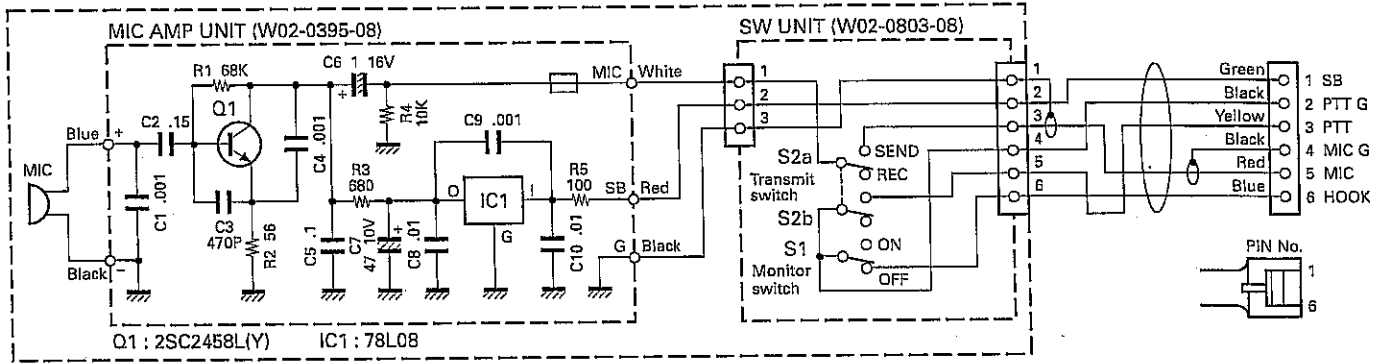 MIC AMP UNIT (W02-0395-08)
SW UNIT (W02-0803-08)
R1 68K
C6 1 16V
+
MIC
White
R4
10K
Q1
C2 .15
Blue
+
C4 .001
C9 .001
MIC
C1 .001
R3
680
O
IC1
I
G
R5
100
SB
Red
C3
470P
R2 56
C5 .1
C7
47 10V
+
C8 .01
C10 .01
G
Black
Black
-
Q1 : 2SC2458L(Y)
IC1 : 78L08
1
2
3
S2a
Transmit
switch
SEND
REC
S2b
S1
Monitor
switch
ON
OFF
1
2
3
4
5
6
Green
1 SB
Black
2 PTT G
Yellow
3 PTT
Black
4 MIC G
Red
5 MIC
Blue
6 HOOK
PIN No.
1
6